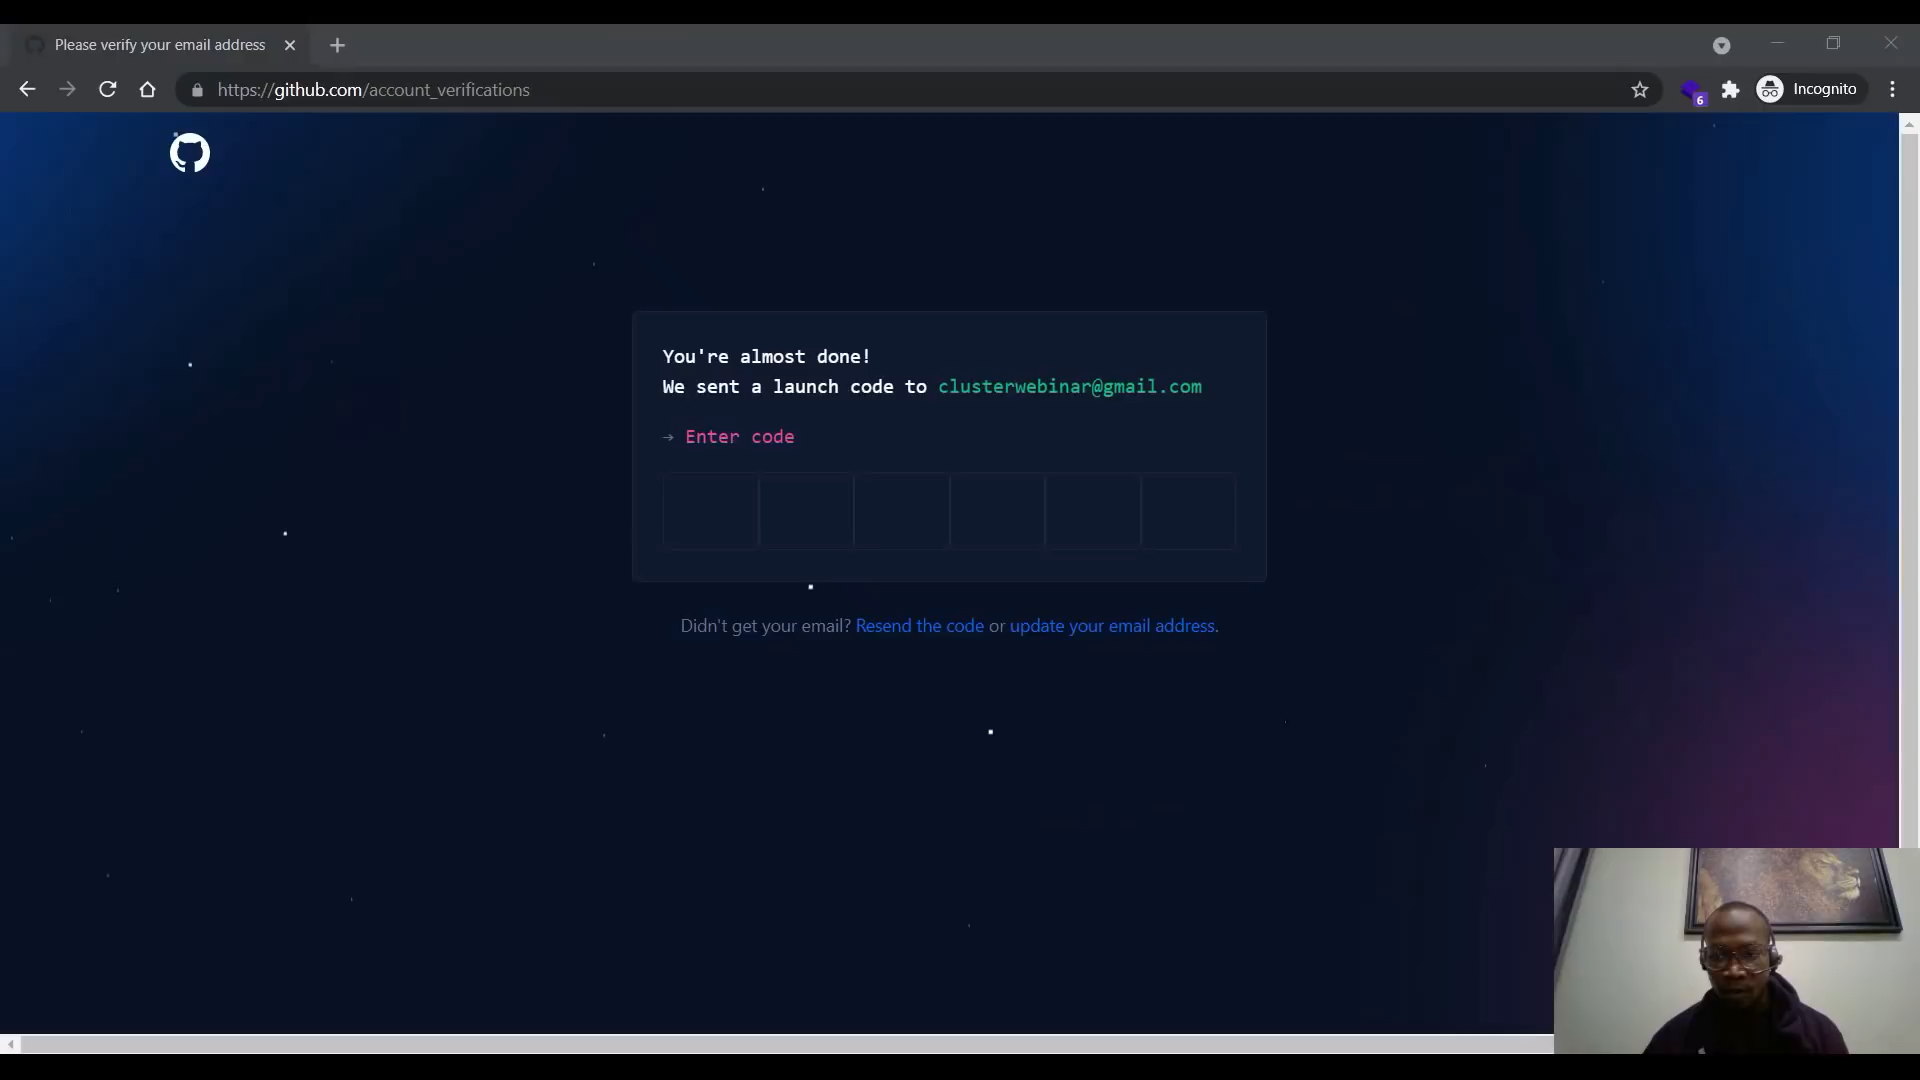 Please verify your email address
https://github.com/account_verifications
6
Incognito
You're almost done!
We sent a launch code to clusterwebinar@gmail.com
→ Enter code
Didn't get your email? Resend the code or update your email address.